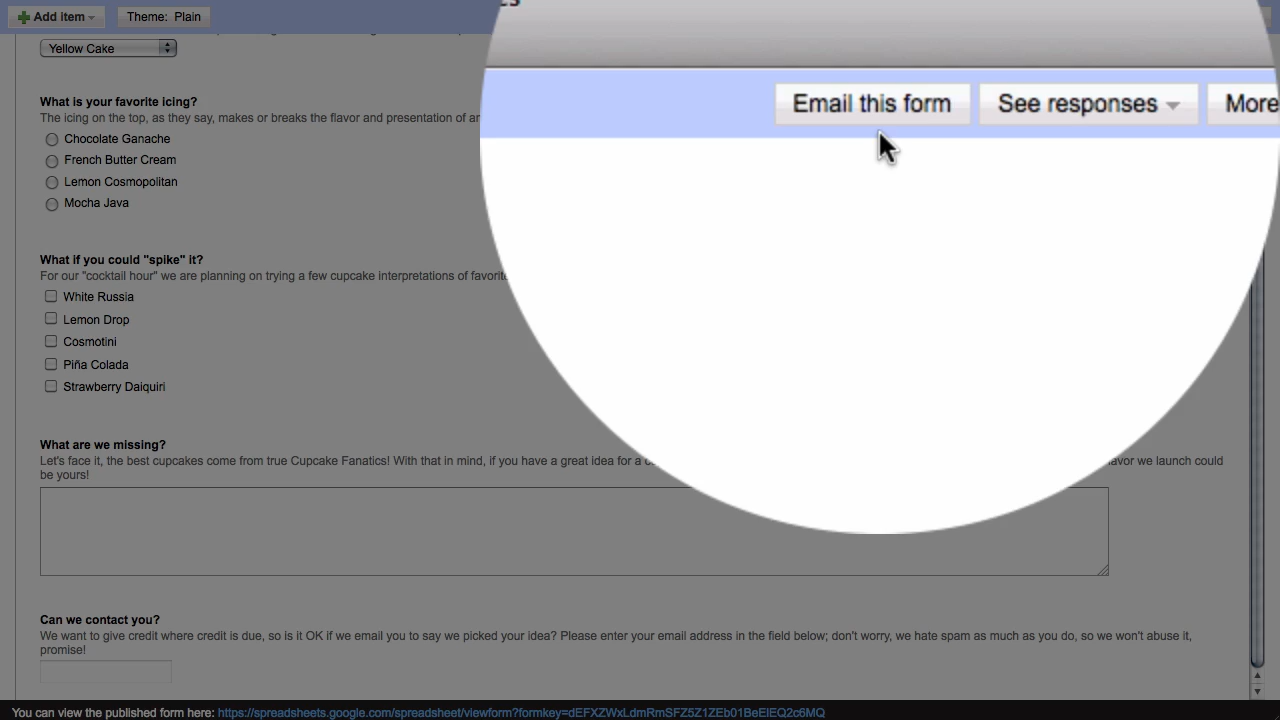 Add item
Theme: Plain
Email this form
See responses
More
Yellow Cake
What is your favorite icing?
The icing on the top, as they say, makes or breaks the flavor and presentation of
Chocolate Ganache
French Butter Cream
Lemon Cosmopolitan
Mocha Java
What if you could "spike" it?
For our "cocktail hour" we are planning on trying a few cupcake interpretations of
White Russia
Lemon Drop
Cosmotini
Piña Colada
Strawberry Daiquiri
What are we missing?
Let's face it, the best cupcakes come from true Cupcake Fanatics! With that in mind, if you have a great idea for a we launch could
be yours!
Can we contact you?
We want to give credit where credit is due, so is it OK if we email you to say we picked your idea? Please enter your email address in the field below; don't worry, we hate spam as much as you do, so we won't abuse it,
promise!
You can view the published form here: https://spreadsheets.google.com/spreadsheet/viewform?formkey=dEFXZWxLdmRmSFZ5Z1ZEb01BeElEQ2c6MQ